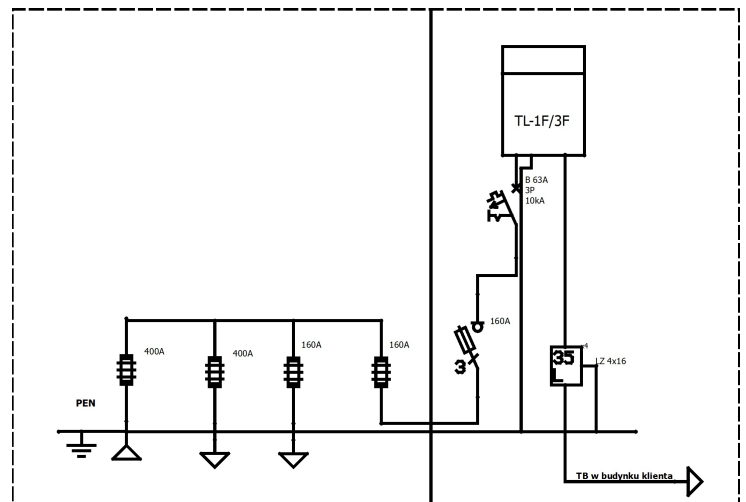 TL-1F/3F
B 63A
3P
10kA
160A
3
400A
400A
160A
160A
35
L
x4
LZ 4x16
PEN
TB w budynku klienta